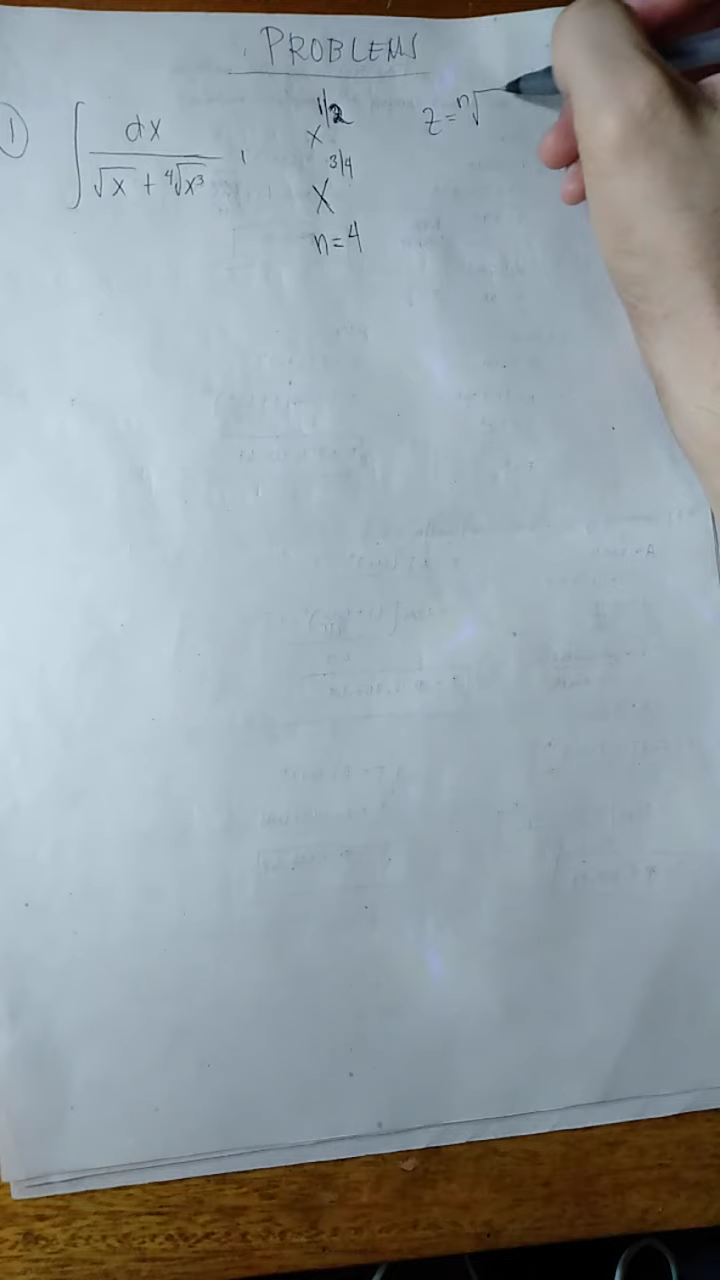 PROBLEMS
① ∫ dx / (√x + ⁴√x³) ,
x^1/2
x^3/4
n=4
z = ⁿ√